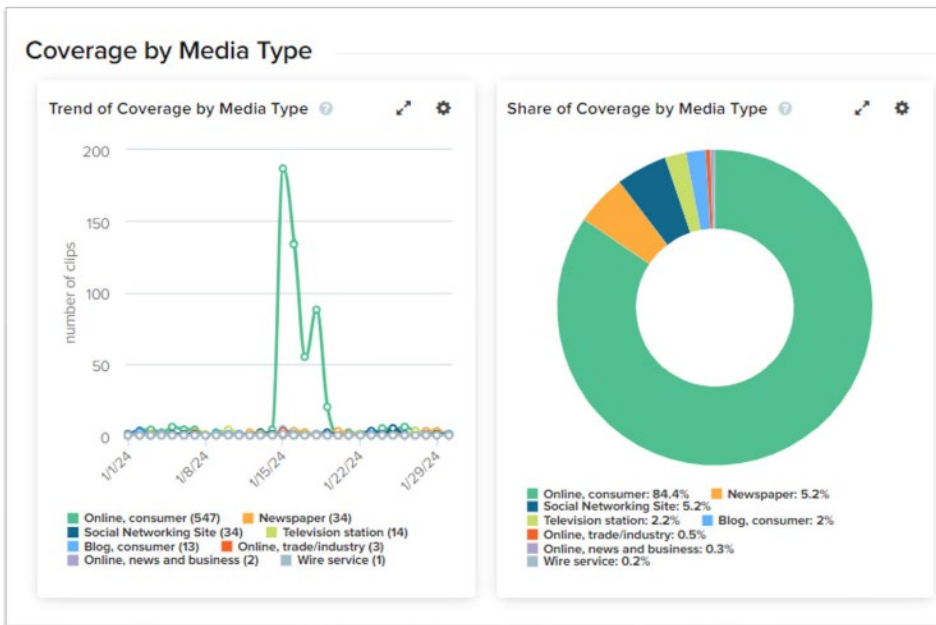 Coverage by Media Type
Trend of Coverage by Media Type ?
200
150
100
50
0
number of clips
1/1/24
1/8/24
1/15/24
1/22/24
1/29/24
Online, consumer (547) Newspaper (34)
Social Networking Site (34) Television station (14)
Blog, consumer (13) Online, trade/industry (3)
Online, news and business (2) Wire service (1)
Share of Coverage by Media Type ?
Online, consumer: 84.4% Newspaper: 5.2%
Social Networking Site: 5.2%
Television station: 2.2% Blog, consumer: 2%
Online, trade/industry: 0.5%
Online, news and business: 0.3%
Wire service: 0.2%